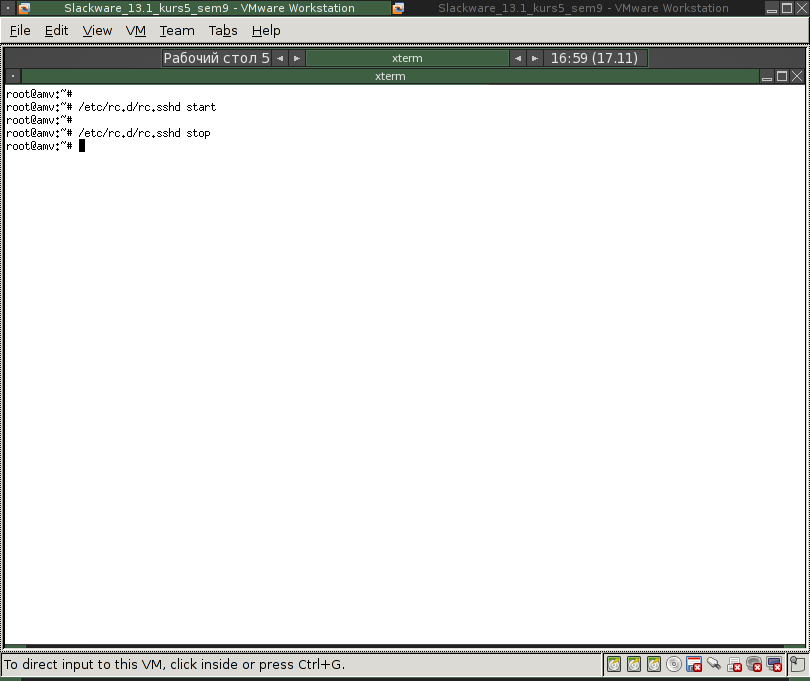 Slackware_13.1_kurs5_sem9 - VMware Workstation
Slackware_13.1_kurs5_sem9 - VMware Workstation
File Edit View VM Team Tabs Help
Рабочий стол 5 xterm 16:59 (17.11)
xterm
root@amv:~#
root@amv:~# /etc/rc.d/rc.sshd start
root@amv:~#
root@amv:~# /etc/rc.d/rc.sshd stop
root@amv:~#
To direct input to this VM, click inside or press Ctrl+G.